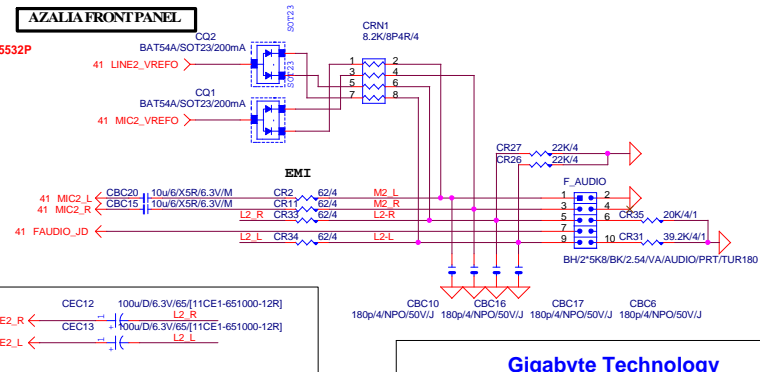 AZALIA FRONT PANEL
SOT23
5532P
CQ2
BAT54A/SOT23/200mA
CRN1
8.2K/8P4R/4
41 LINE2_VREFO
1 2
3 4
5 6
7 8
SOT23
CQ1
BAT54A/SOT23/200mA
41 MIC2_VREFO
CR27 22K/4
CR26 22K/4
EMI
F_AUDIO
41 MIC2_L CBC20 10u/6/X5R/6.3V/M CR2 62/4 M2_L 1 2
41 MIC2_R CBC15 10u/6/X5R/6.3V/M CR11 62/4 M2_R 3 4
L2_R CR33 62/4 L2-R 5 6 CR35 20K/4/1
41 FAUDIO_JD 7
L2_L CR34 62/4 L2-L 9 10 CR31 39.2K/4/1
BH/2*5K8/BK/2.54/VA/AUDIO/PRT/TUR180
CBC10 CBC16 CBC17 CBC6
180p/4/NPO/50V/J 180p/4/NPO/50V/J 180p/4/NPO/50V/J 180p/4/NPO/50V/J
CEC12 100u/D/6.3V/65/[11CE1-651000-12R]
E2_R 1 + L2_R
CEC13 100u/D/6.3V/65/[11CE1-651000-12R]
E2_L 1 + L2_L
Gigabyte Technology